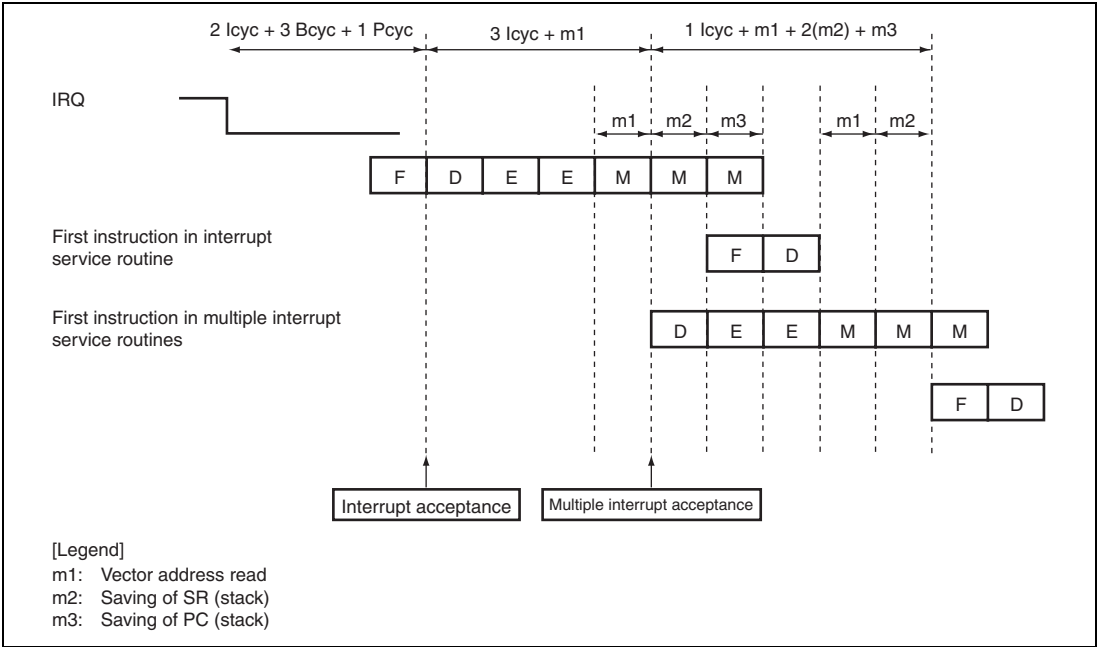 2 Icyc + 3 Bcyc + 1 Pcyc 3 Icyc + m1 1 Icyc + m1 + 2(m2) + m3
IRQ
m1 m2 m3 m1 m2
F D E E M M M
First instruction in interrupt
service routine
F D
First instruction in multiple interrupt
service routines
D E E M M M
F D
Interrupt acceptance Multiple interrupt acceptance
[Legend]
m1: Vector address read
m2: Saving of SR (stack)
m3: Saving of PC (stack)